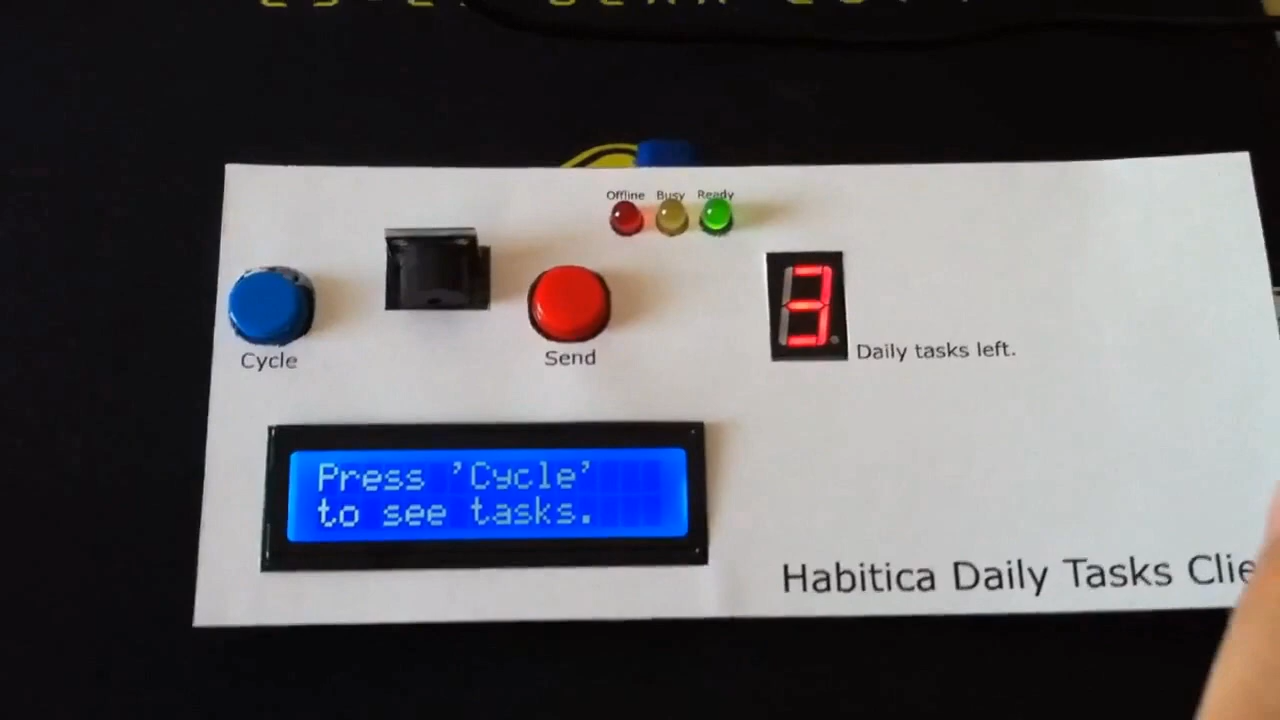 Offline Busy Ready
3
Daily tasks left.
Cycle
Send
Press 'Cycle'
to see tasks.
Habitica Daily Tasks Clie